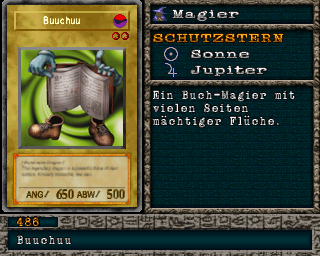 Buuchuu
ANG/ 650 ABW/ 500
Magier
SCHUTZSTERN
Sonne
Jupiter
Ein Buch-Magier mit
vielen Seiten
mächtiger Flüche.
486
Buuchuu